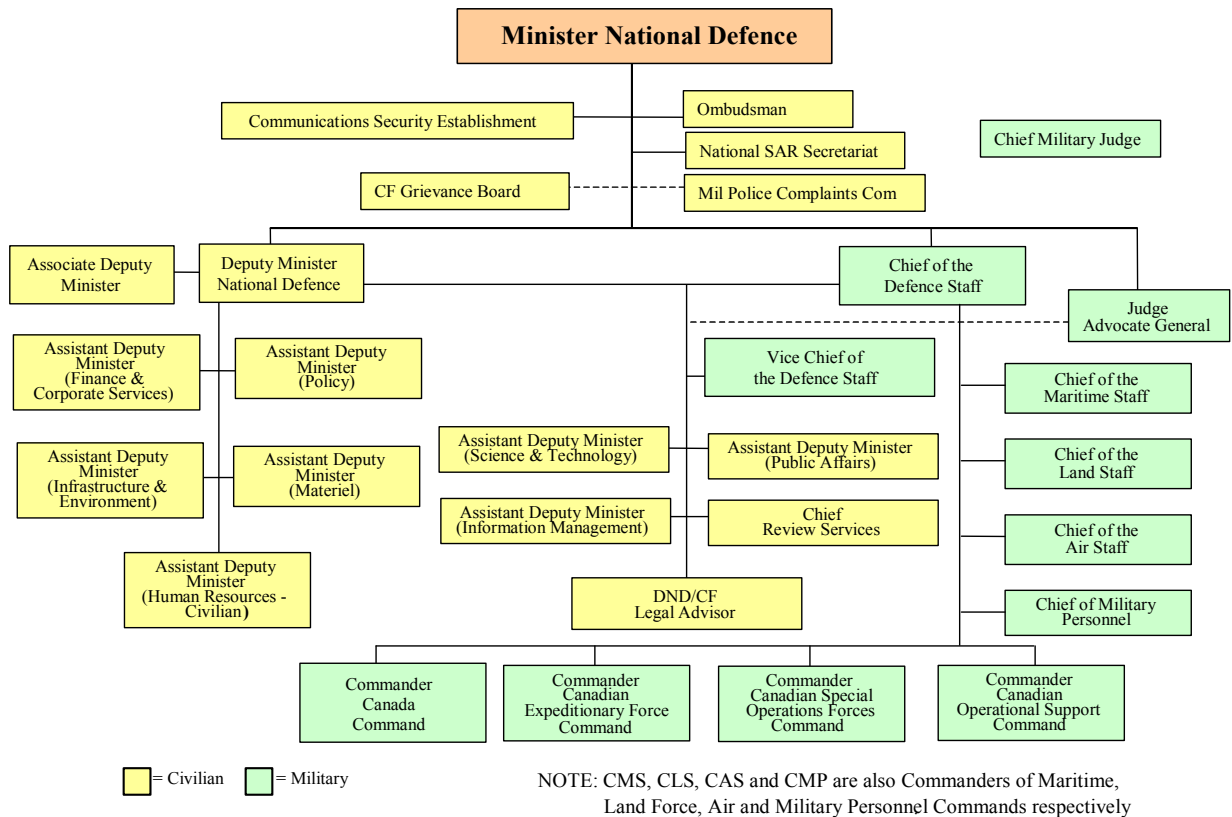 Minister National Defence
Communications Security Establishment
Ombudsman
National SAR Secretariat
Chief Military Judge
CF Grievance Board
Mil Police Complaints Com
Associate Deputy
Minister
Deputy Minister
National Defence
Chief of the
Defence Staff
Judge
Advocate General
Assistant Deputy
Minister
(Finance &
Corporate Services)
Assistant Deputy
Minister
(Policy)
Vice Chief of
the Defence Staff
Chief of the
Maritime Staff
Assistant Deputy
Minister
(Infrastructure &
Environment)
Assistant Deputy
Minister
(Materiel)
Assistant Deputy Minister
(Science & Technology)
Assistant Deputy Minister
(Public Affairs)
Chief of the
Land Staff
Assistant Deputy Minister
(Information Management)
Chief
Review Services
Chief of the
Air Staff
Assistant Deputy
Minister
(Human Resources -
Civilian)
DND/CF
Legal Advisor
Chief of Military
Personnel
Commander
Canada
Command
Commander
Canadian
Expeditionary Force
Command
Commander
Canadian Special
Operations Forces
Command
Commander
Canadian
Operational Support
Command
= Civilian
= Military
NOTE: CMS, CLS, CAS and CMP are also Commanders of Maritime,
Land Force, Air and Military Personnel Commands respectively